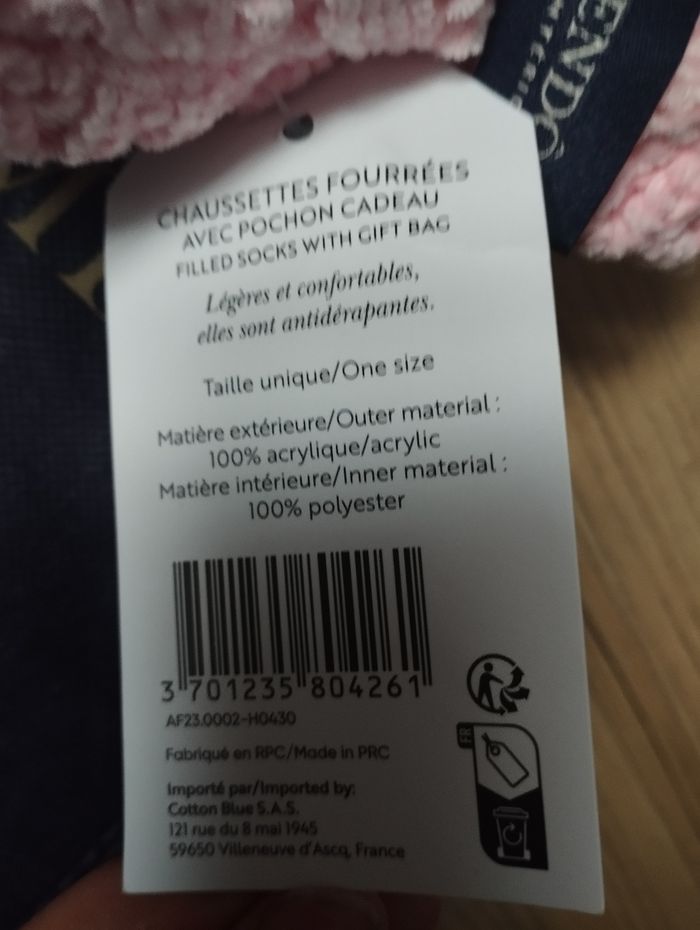 ENDÔ
CHAUSSETTES FOURRÉES
AVEC POCHON CADEAU
FILLED SOCKS WITH GIFT BAG
Légères et confortables,
elles sont antidérapantes.
Taille unique/One size
Matière extérieure/Outer material :
100% acrylique/acrylic
Matière intérieure/Inner material :
100% polyester
3 701235 804261
AF23.0002-H0430
Fabriqué en RPC/Made in PRC
Importé par/Imported by:
Cotton Blue S.A.S.
121 rue du 8 mai 1945
59650 Villeneuve d'Ascq, France
FR